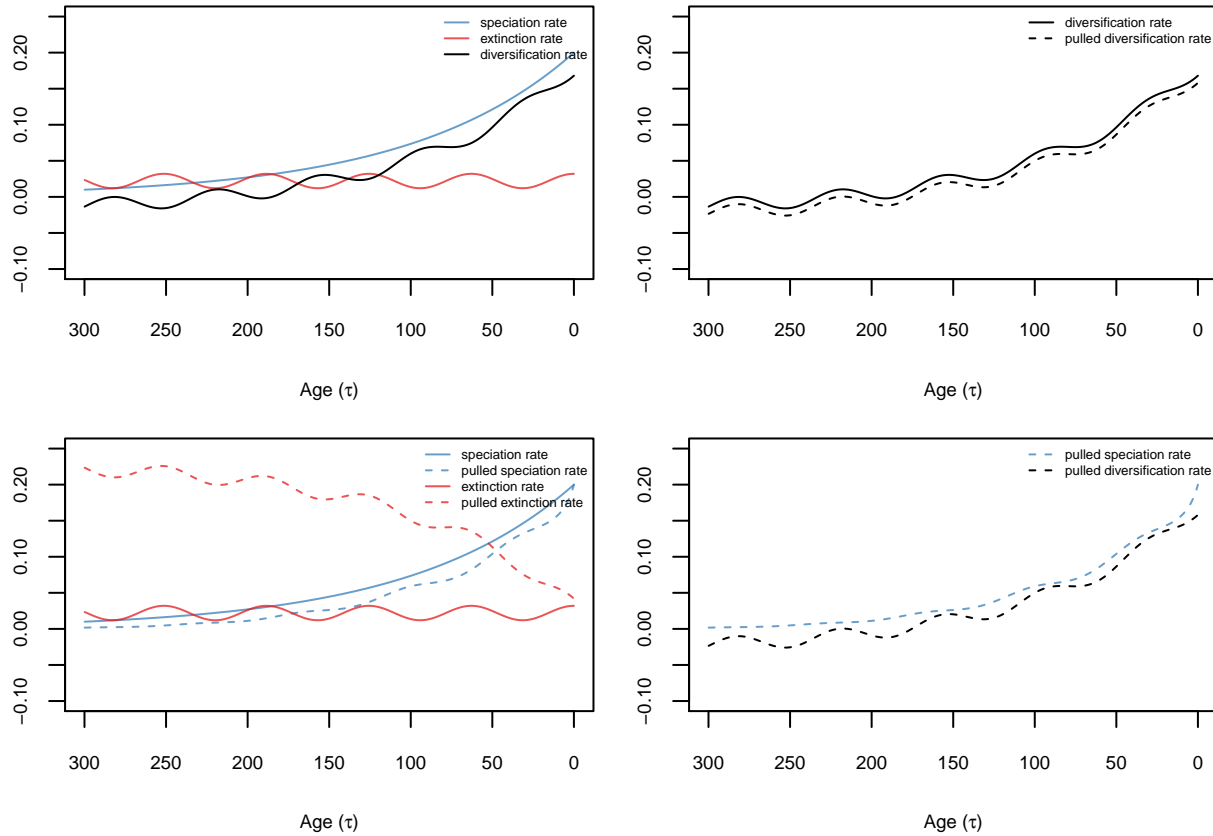 speciation rate
extinction rate
diversification rate
−0.10 0.00 0.10 0.20
300 250 200 150 100 50 0
Age (τ)
diversification rate
pulled diversification rate
−0.10 0.00 0.10 0.20
300 250 200 150 100 50 0
Age (τ)
speciation rate
pulled speciation rate
extinction rate
pulled extinction rate
−0.10 0.00 0.10 0.20
300 250 200 150 100 50 0
Age (τ)
pulled speciation rate
pulled diversification rate
−0.10 0.00 0.10 0.20
300 250 200 150 100 50 0
Age (τ)